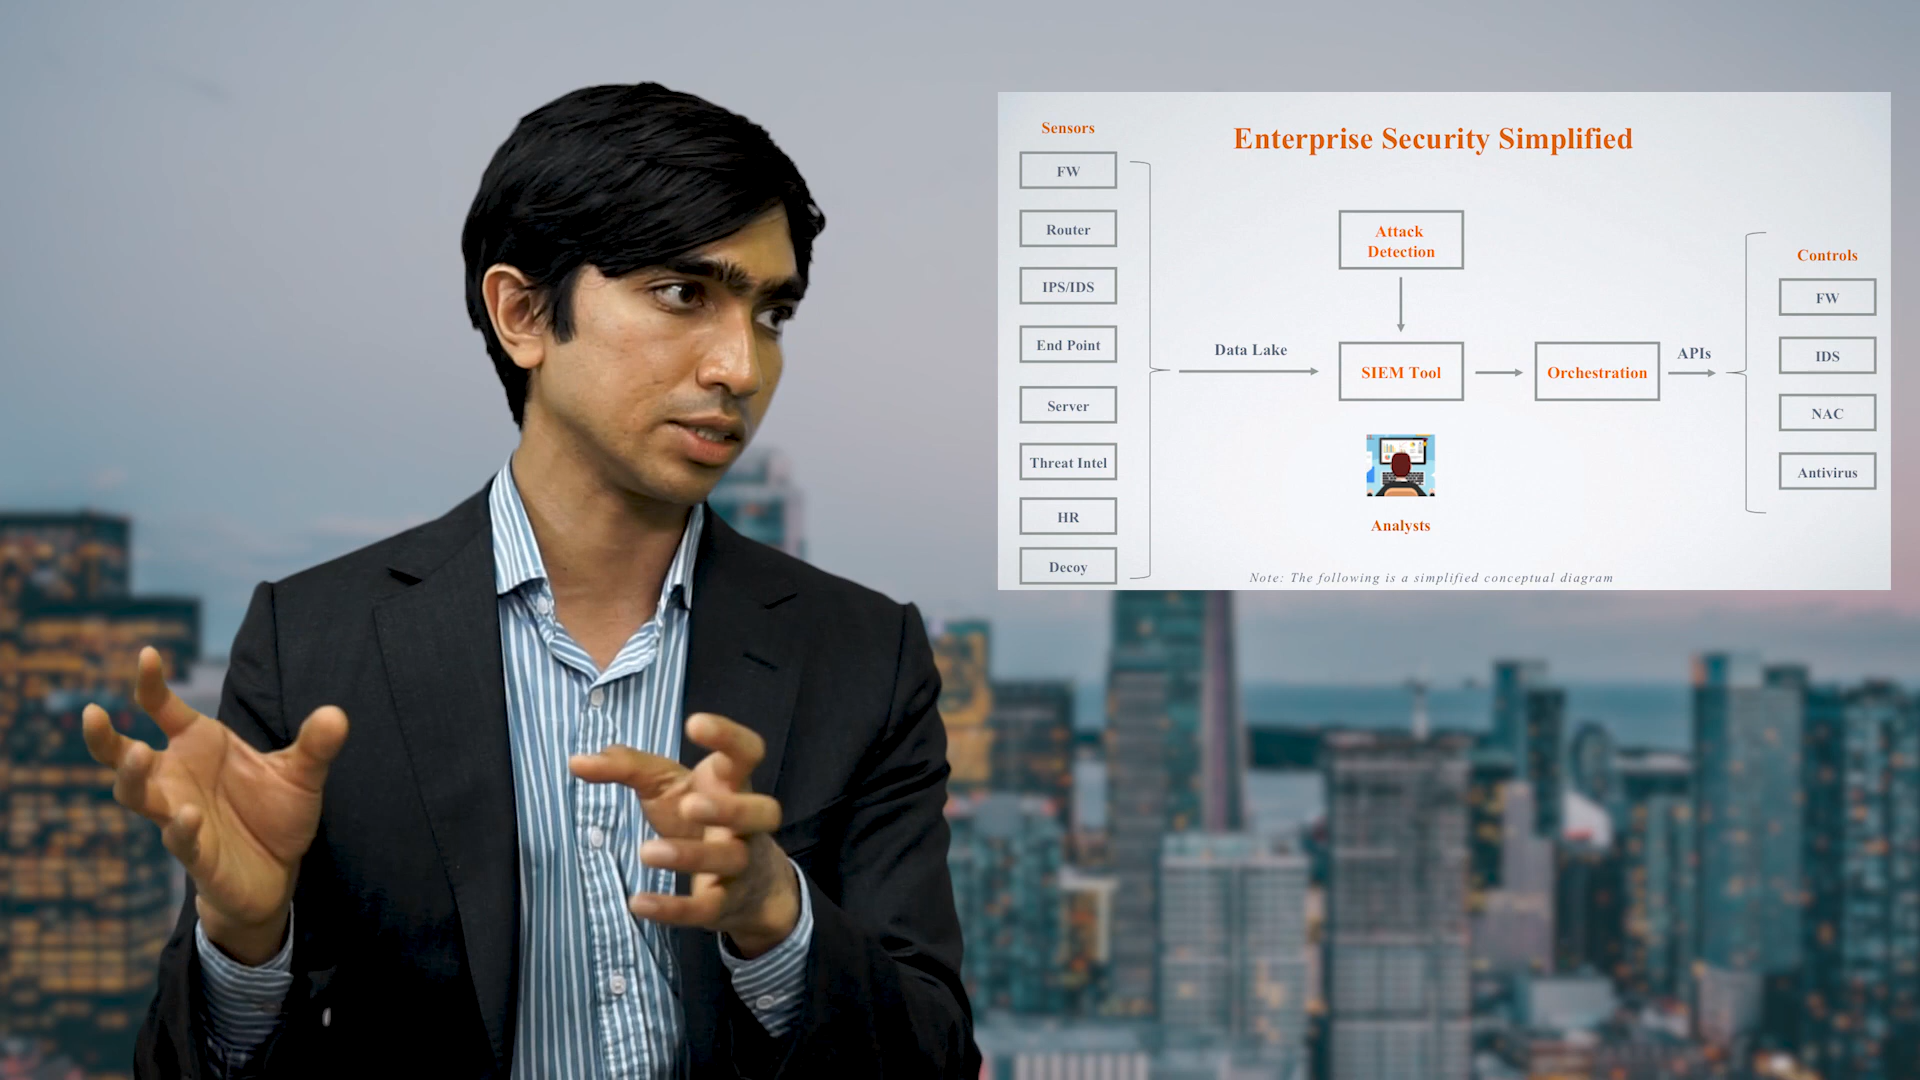 Enterprise Security Simplified
Sensors
FW
Router
IPS/IDS
End Point
Server
Threat Intel
HR
Decoy
Data Lake
Attack
Detection
SIEM Tool
Analysts
Orchestration
APIs
Controls
FW
IDS
NAC
Antivirus
Note: The following is a simplified conceptual diagram